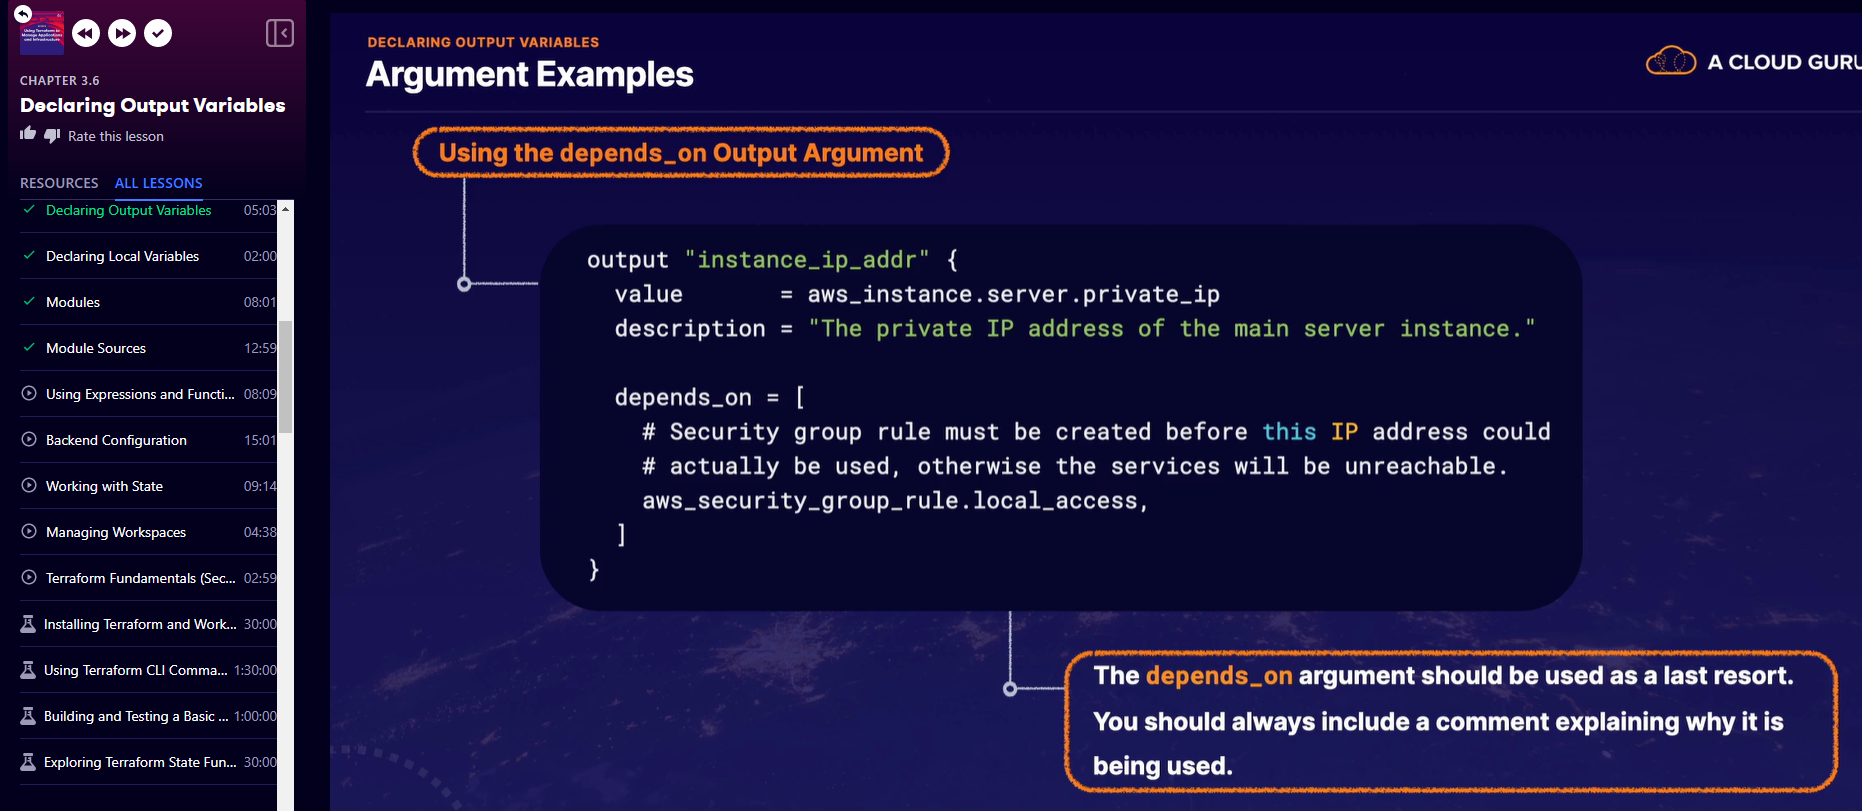 Using Terraform to
Manage Applications
and Infrastructure
CHAPTER 3.6
Declaring Output Variables
Rate this lesson
RESOURCES ALL LESSONS
Declaring Output Variables 05:03
Declaring Local Variables 02:00
Modules 08:01
Module Sources 12:59
Using Expressions and Functi... 08:09
Backend Configuration 15:01
Working with State 09:14
Managing Workspaces 04:38
Terraform Fundamentals (Sec... 02:59
Installing Terraform and Work... 30:00
Using Terraform CLI Comma... 1:30:00
Building and Testing a Basic ... 1:00:00
Exploring Terraform State Fun... 30:00
DECLARING OUTPUT VARIABLES
Argument Examples
A CLOUD GURU
Using the depends_on Output Argument
output "instance_ip_addr" {
value = aws_instance.server.private_ip
description = "The private IP address of the main server instance."
depends_on = [
# Security group rule must be created before this IP address could
# actually be used, otherwise the services will be unreachable.
aws_security_group_rule.local_access,
]
}
The depends_on argument should be used as a last resort.
You should always include a comment explaining why it is
being used.